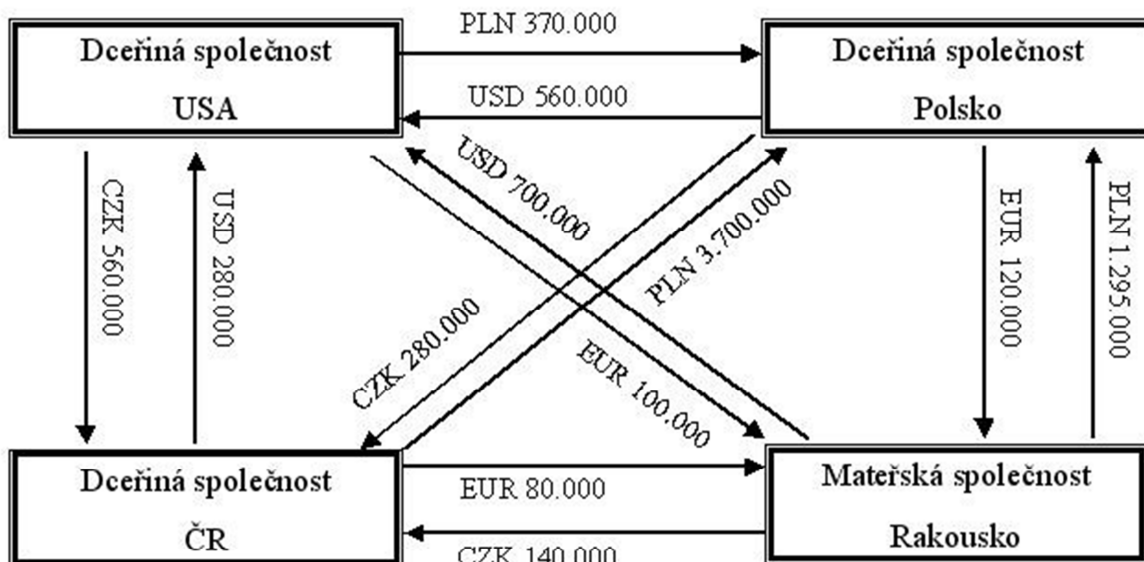 Dceřiná společnost
USA
PLN 370.000
USD 560.000
Dceřiná společnost
Polsko
CZK 560.000
USD 280.000
USD 700.000
PLN 3.700.000
CZK 280.000
EUR 100.000
EUR 120.000
PLN 1.295.000
Dceřiná společnost
ČR
EUR 80.000
CZK 140.000
Mateřská společnost
Rakousko